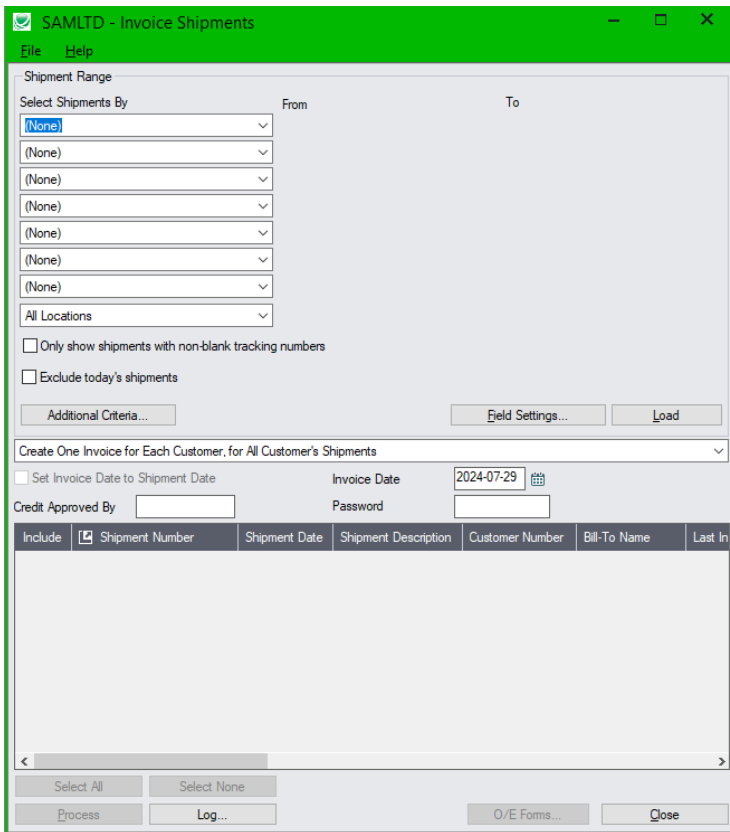 SAMLTD - Invoice Shipments
File Help
Shipment Range
Select Shipments By From To
(None)
(None)
(None)
(None)
(None)
(None)
(None)
All Locations
Only show shipments with non-blank tracking numbers
Exclude today's shipments
Additional Criteria... Field Settings... Load
Create One Invoice for Each Customer, for All Customer's Shipments
Set Invoice Date to Shipment Date Invoice Date 2024-07-29
Credit Approved By Password
Include Shipment Number Shipment Date Shipment Description Customer Number Bill-To Name Last In
Select All Select None
Process Log... O/E Forms... Close